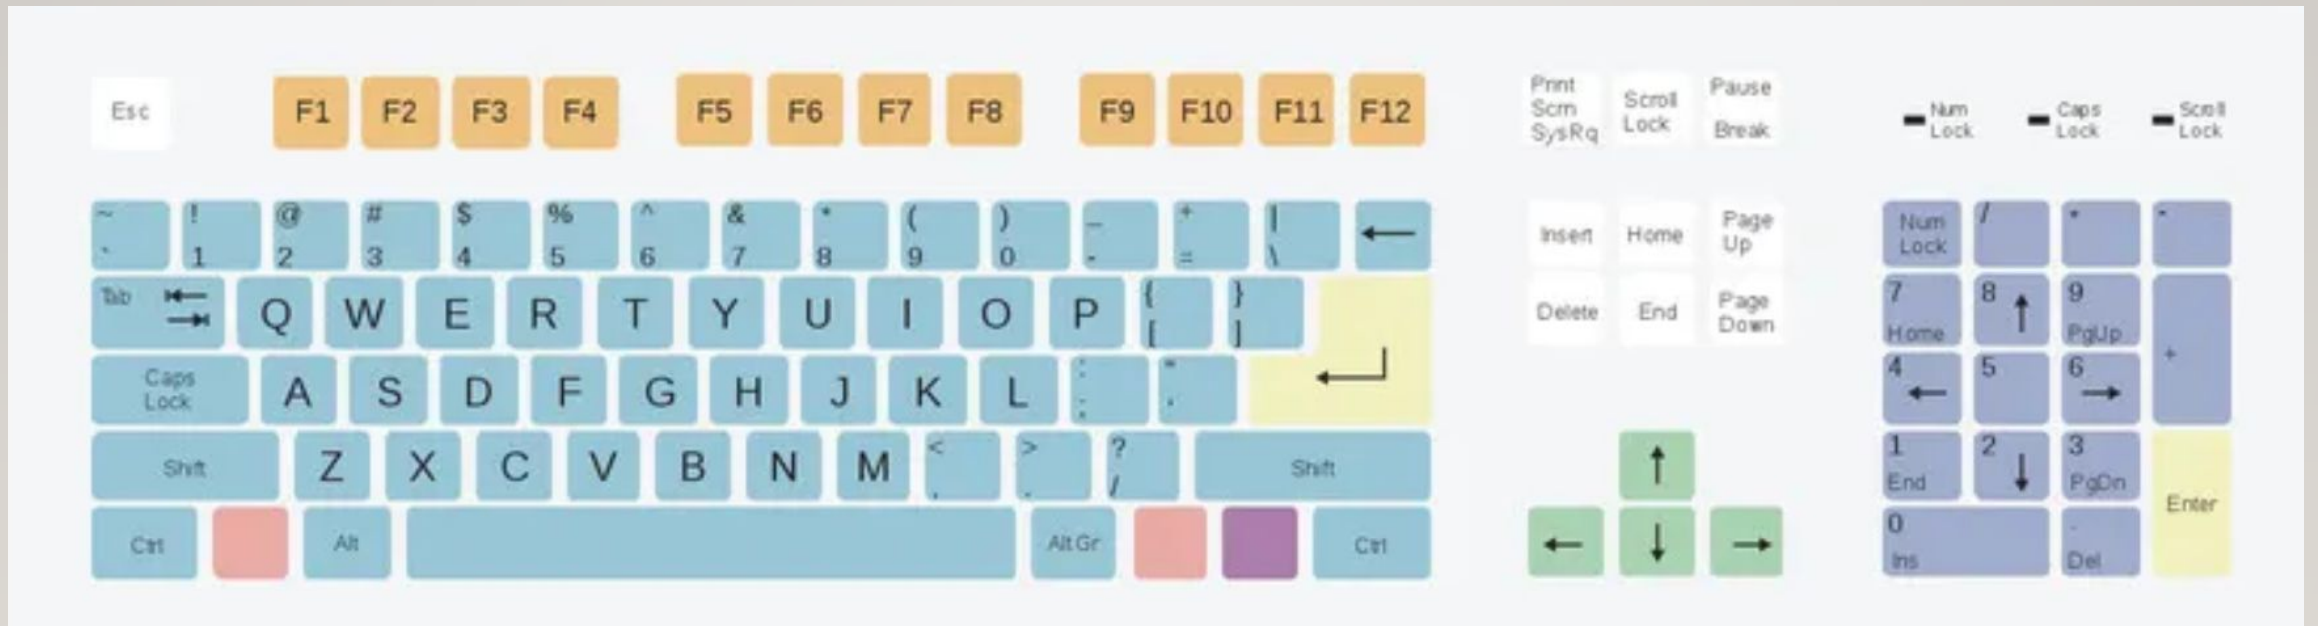 Esc F1 F2 F3 F4 F5 F6 F7 F8 F9 F10 F11 F12
Print
Scrn
SysRq
Scroll
Lock
Pause
Break
Num
Lock
Caps
Lock
Scroll
Lock
~ ! @ # $ % ^ & * ( ) _ + |
` 1 2 3 4 5 6 7 8 9 0 - = \ ←
Insert Home Page
Up
Num
Lock
/ * -
Tab Q W E R T Y U I O P { }
[ ]
Delete End Page
Down
7 8 ↑ 9
Home PgUp
+
Caps
Lock
A S D F G H J K L : "
; '
4 5 6
← →
Shift Z X C V B N M < > ?
, . /
Shift
↑
1 2 ↓ 3
End PgDn
Enter
Ctrl Alt Alt Gr Ctrl
← ↓ →
0 .
Ins Del